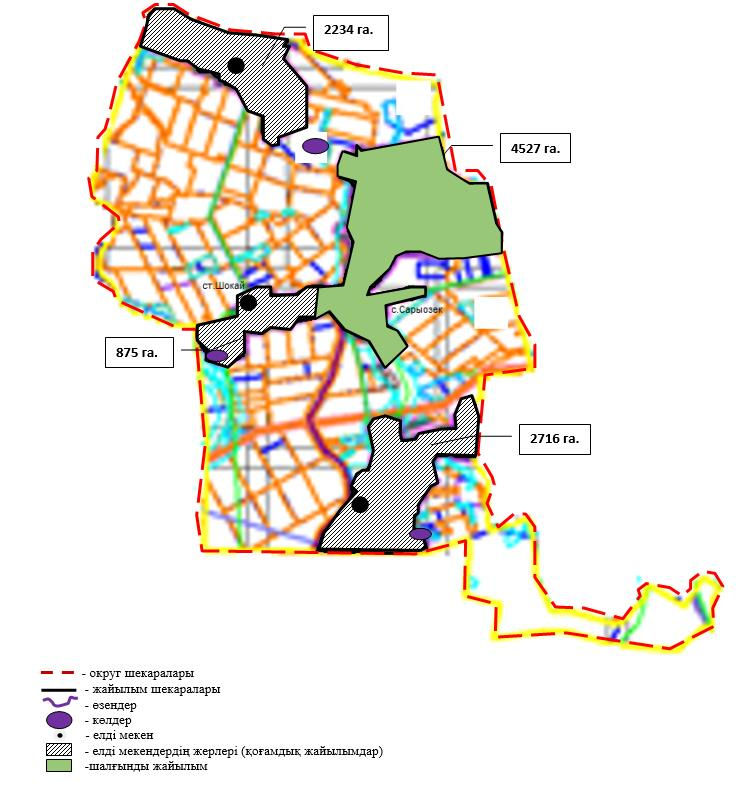 2234 га.
4527 га.
ст.Шокай
с.Сарыозек
875 га.
2716 га.
- округ шекаралары
- жайылым шекаралары
- өзендер
- көлдер
- елді мекен
- елді мекендердің жерлері (қоғамдық жайылымдар)
-шалғынды жайылым